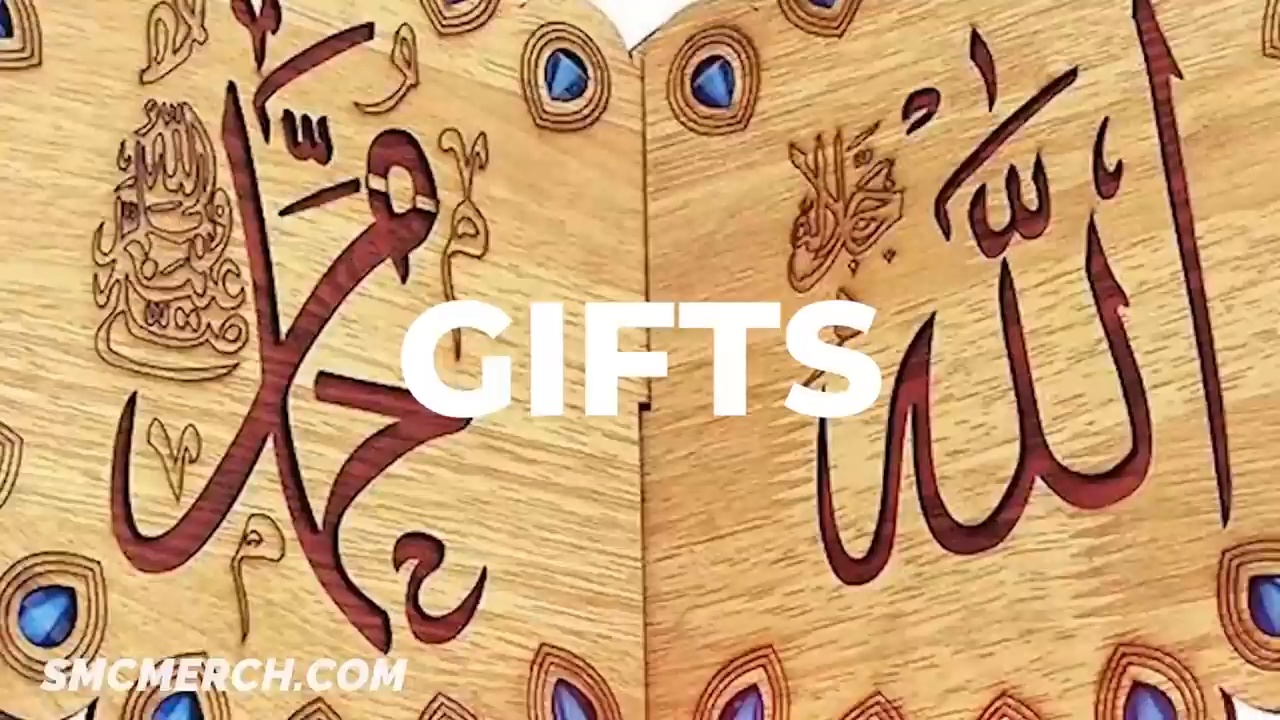 محمد
الله
جل جلاله
صلى الله عليه وسلم
GIFTS
SMCMERCH.COM